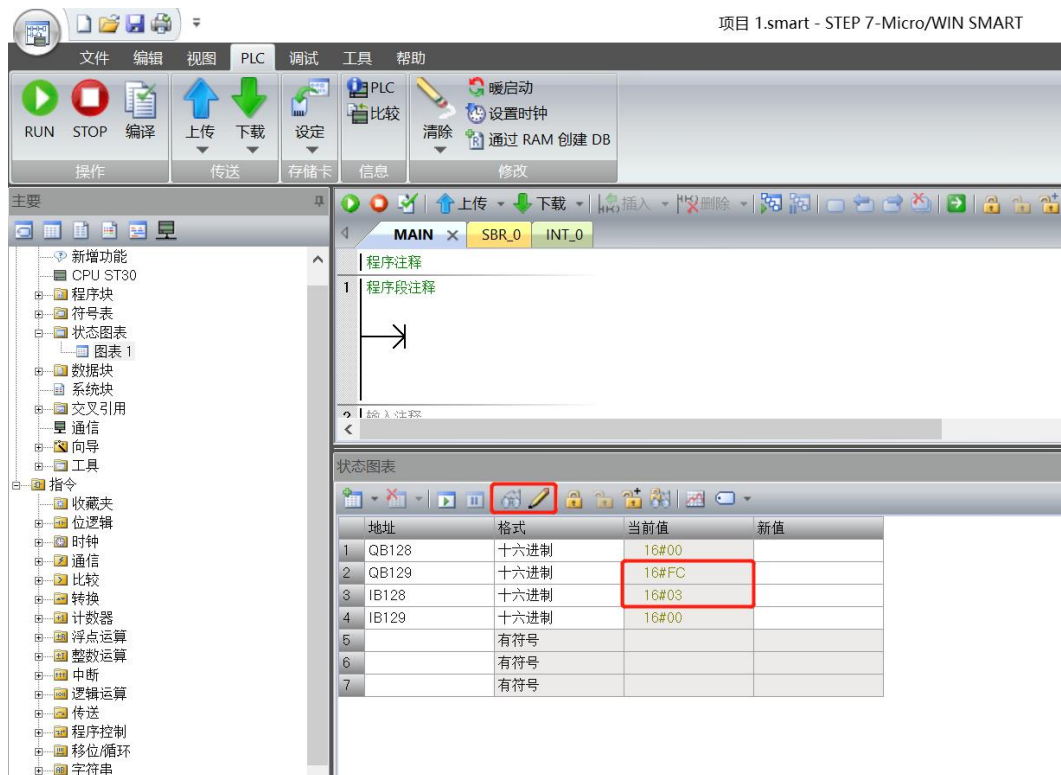 项目 1.smart - STEP 7-Micro/WIN SMART
文件 编辑 视图 PLC 调试 工具 帮助
RUN STOP 编译 上传 下载 设定 PLC 比较 清除 暖启动 设置时钟 通过 RAM 创建 DB
操作 传送 存储卡 信息 修改
主要
新增功能
CPU ST30
程序块
符号表
状态图表
图表 1
数据块
系统块
交叉引用
通信
向导
工具
指令
收藏夹
位逻辑
时钟
通信
比较
转换
计数器
浮点运算
整数运算
中断
逻辑运算
传送
程序控制
移位/循环
字符串
上传 下载 插入 删除
MAIN SBR_0 INT_0
程序注释
1 程序段注释
2 输入注释
状态图表
地址 格式 当前值 新值
1 QB128 十六进制 16#00
2 QB129 十六进制 16#FC
3 IB128 十六进制 16#03
4 IB129 十六进制 16#00
5 有符号
6 有符号
7 有符号